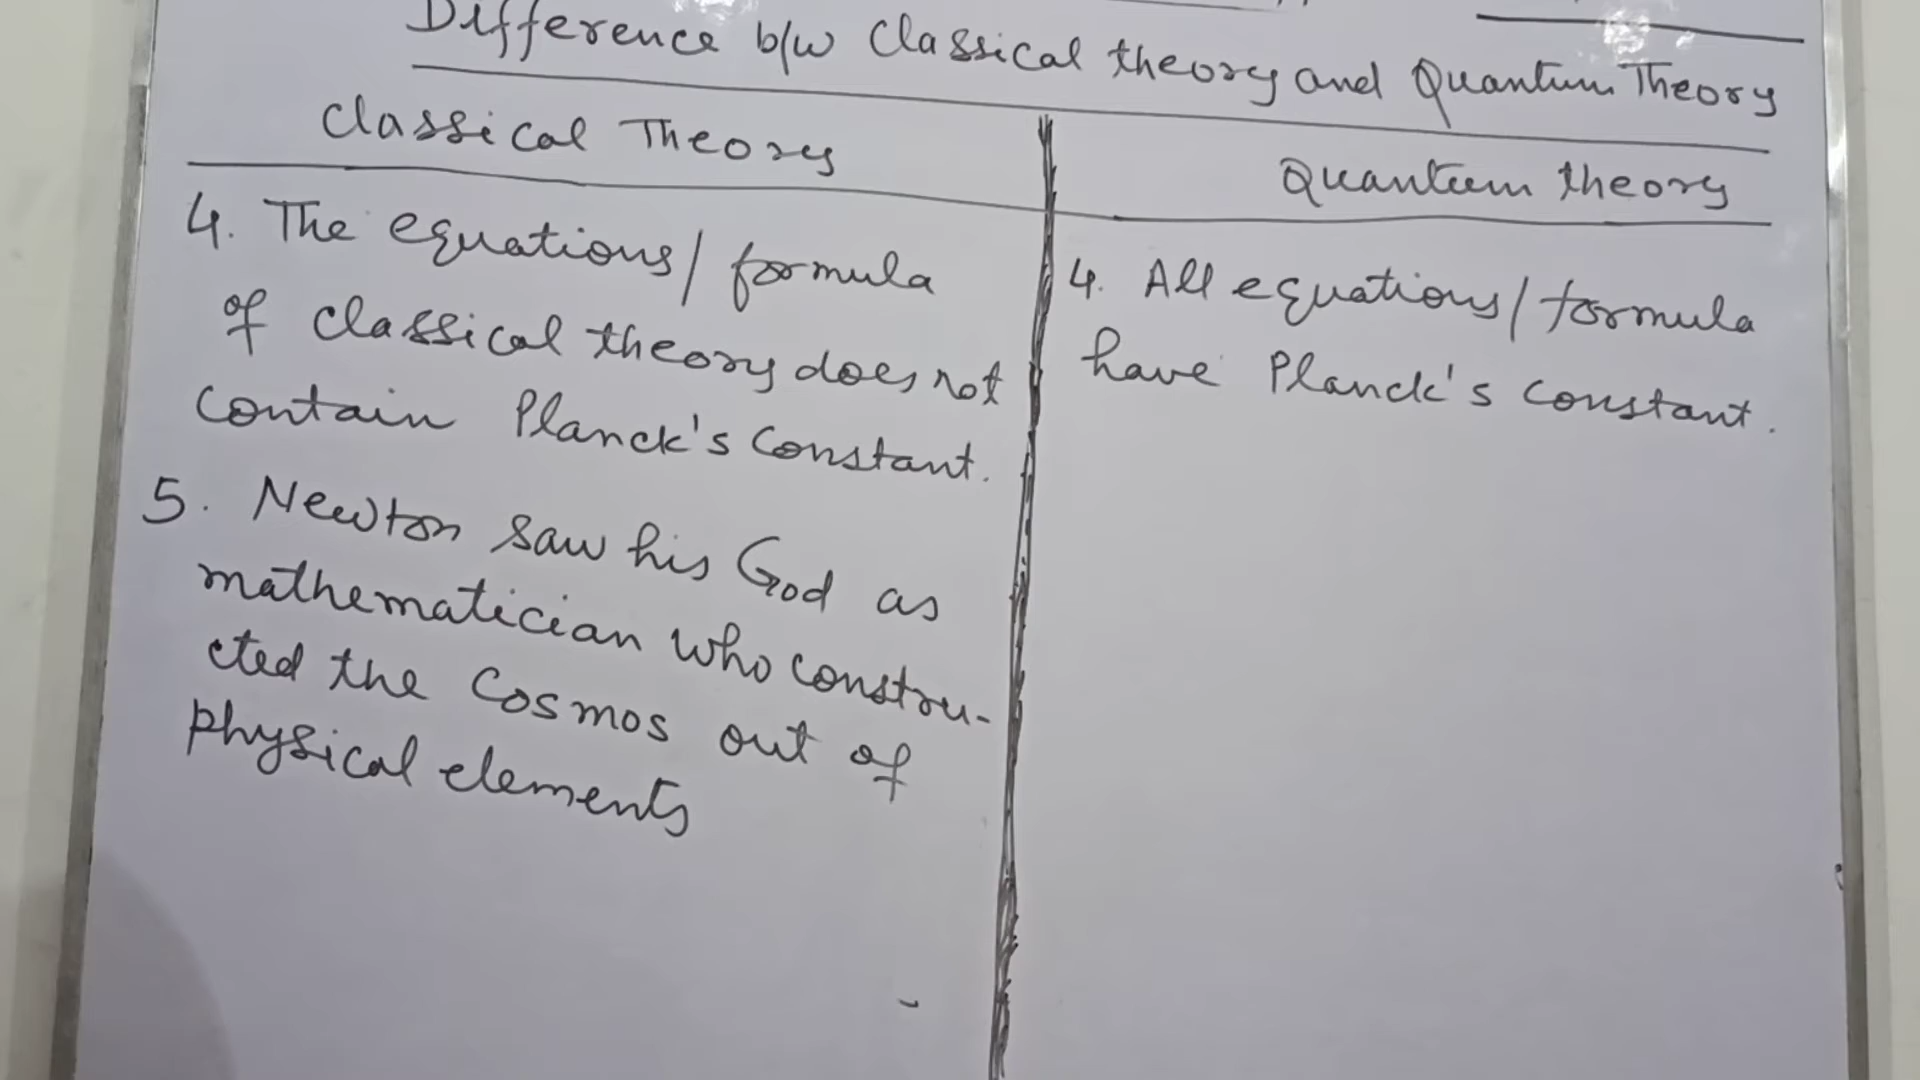 Difference b/w Classical theory and Quantum Theory
Classical Theory
4. The equations/formula
of classical theory does not
contain Planck's Constant.
5. Newton saw his God as
mathematician who constru-
cted the Cosmos out of
physical elements
Quantum theory
4. All equations/formula
have Planck's constant.